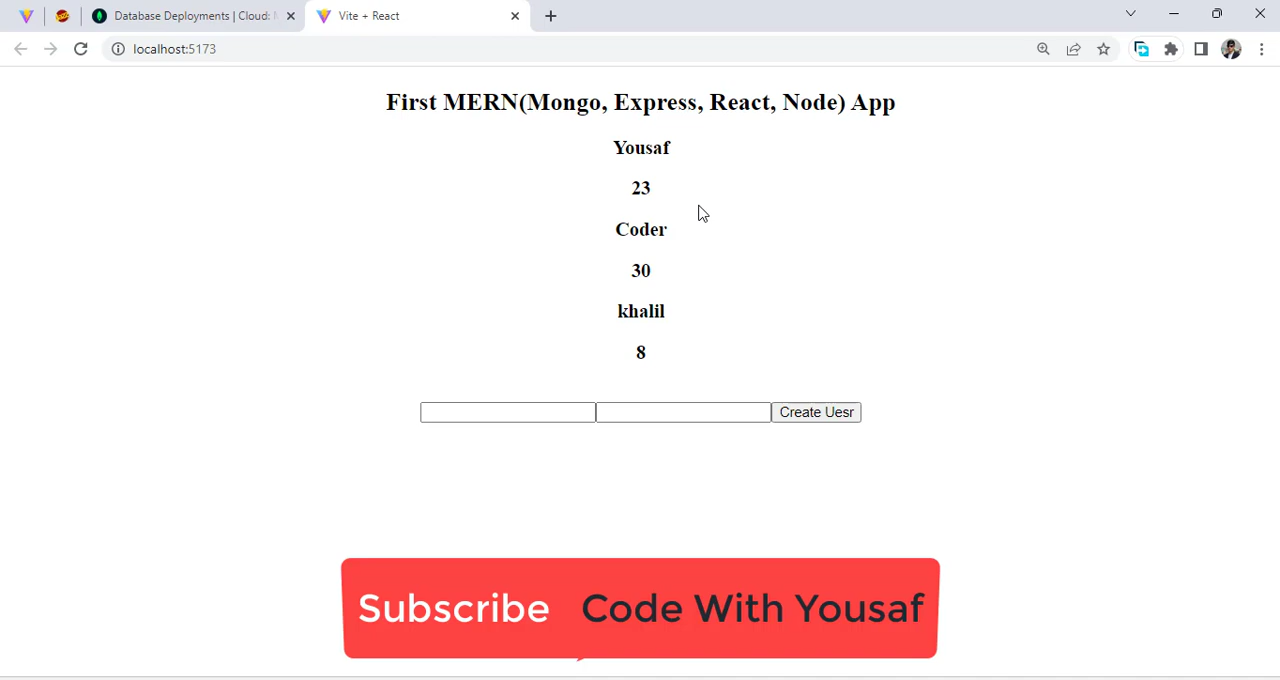 Database Deployments | Cloud:
Vite + React
localhost:5173
First MERN(Mongo, Express, React, Node) App
Yousaf
23
Coder
30
khalil
8
Create Uesr
Subscribe Code With Yousaf